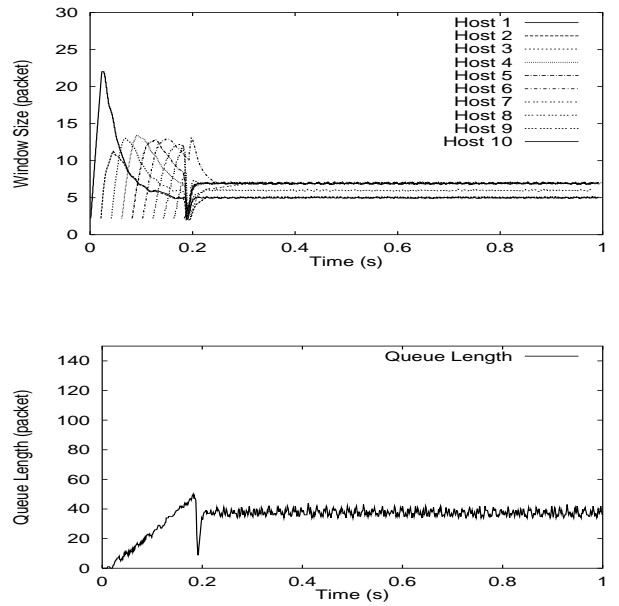 30
25
20
15
10
5
0
Window Size (packet)
Host 1
Host 2
Host 3
Host 4
Host 5
Host 6
Host 7
Host 8
Host 9
Host 10
0 0.2 0.4 0.6 0.8 1
Time (s)
140
120
100
80
60
40
20
0
Queue Length (packet)
Queue Length
0 0.2 0.4 0.6 0.8 1
Time (s)